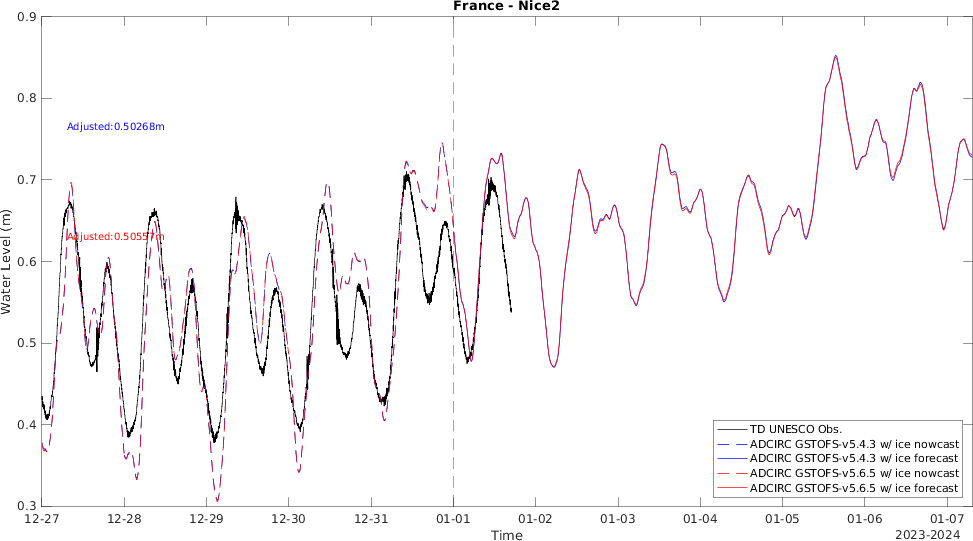 France - Nice2
Water Level (m)
0.9
0.8
0.7
0.6
0.5
0.4
0.3
Adjusted:0.50268m
Adjusted:0.50557m
TD UNESCO Obs.
ADCIRC GSTOFS-v5.4.3 w/ ice nowcast
ADCIRC GSTOFS-v5.4.3 w/ ice forecast
ADCIRC GSTOFS-v5.6.5 w/ ice nowcast
ADCIRC GSTOFS-v5.6.5 w/ ice forecast
12-27 12-28 12-29 12-30 12-31 01-01 01-02 01-03 01-04 01-05 01-06 01-07
Time
2023-2024